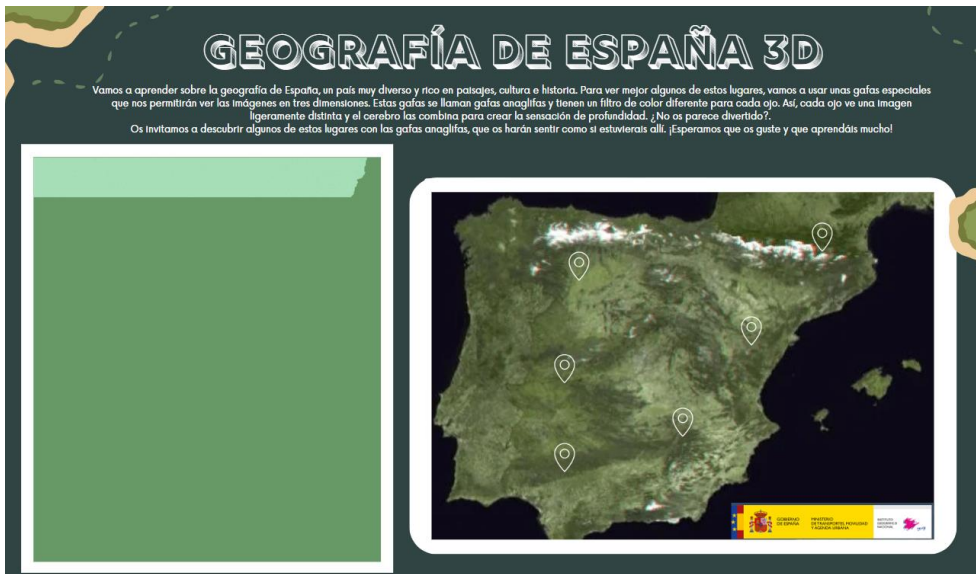 GEOGRAFÍA DE ESPAÑA 3D
Vamos a aprender sobre la geografía de España, un país muy diverso y rico en paisajes, cultura e historia. Para ver mejor algunos de estos lugares, vamos a usar unas gafas especiales
que nos permitirán ver las imágenes en tres dimensiones. Estas gafas se llaman gafas anaglifas y tienen un filtro de color diferente para cada ojo. Así, cada ojo ve una imagen
ligeramente distinta y el cerebro las combina para crear la sensación de profundidad. ¿No os parece divertido?.
Os invitamos a descubrir algunos de estos lugares con las gafas anaglifas, que os harán sentir como si estuvierais allí. ¡Esperamos que os guste y que aprendáis mucho!
GOBIERNO
DE ESPAÑA
MINISTERIO
DE TRANSPORTES, MOVILIDAD
Y AGENDA URBANA
INSTITUTO
GEOGRÁFICO
NACIONAL